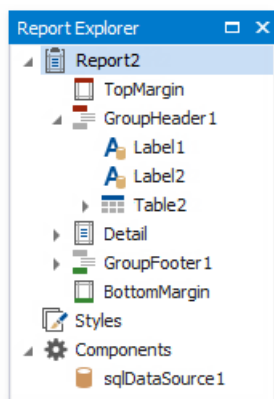 Report Explorer
Report2
TopMargin
GroupHeader1
Label1
Label2
Table2
Detail
GroupFooter1
BottomMargin
Styles
Components
sqlDataSource1